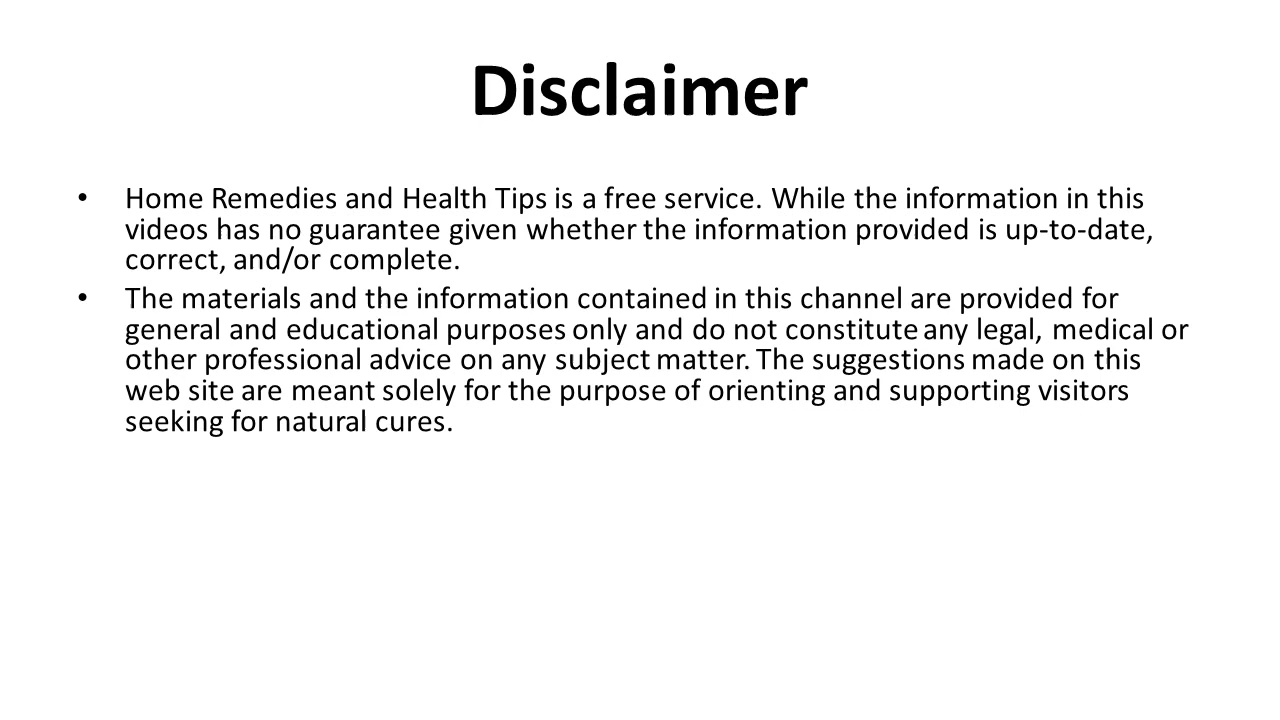 Disclaimer
• Home Remedies and Health Tips is a free service. While the information in this
videos has no guarantee given whether the information provided is up-to-date,
correct, and/or complete.
• The materials and the information contained in this channel are provided for
general and educational purposes only and do not constitute any legal, medical or
other professional advice on any subject matter. The suggestions made on this
web site are meant solely for the purpose of orienting and supporting visitors
seeking for natural cures.